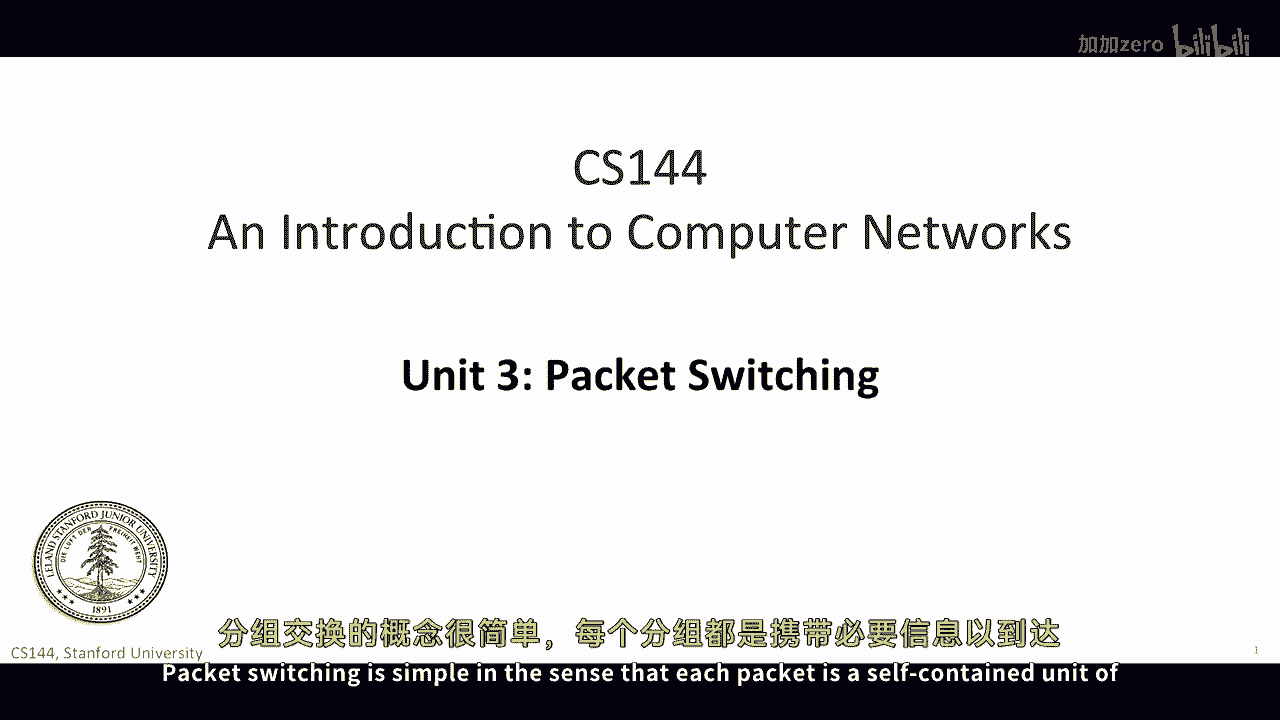 加加zero bilibili
CS144
An Introduction to Computer Networks
Unit 3: Packet Switching
LELAND STANFORD JUNIOR UNIVERSITY
DIE LUFT DER FREIHEIT WEHT
1891
CS144, Stanford University
1
分组交换的概念很简单，每个分组都是携带必要信息以到达
Packet switching is simple in the sense that each packet is a self-contained unit of